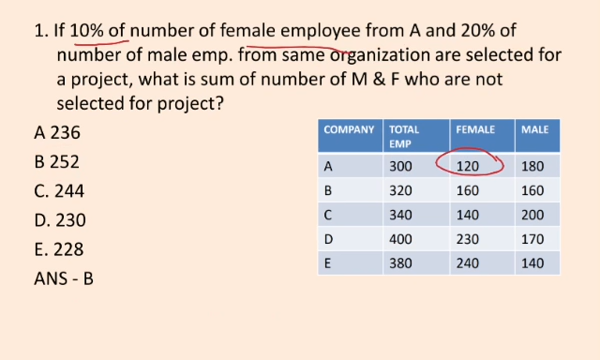 1. If 10% of number of female employee from A and 20% of
number of male emp. from same organization are selected for
a project, what is sum of number of M & F who are not
selected for project?
A 236
B 252
C. 244
D. 230
E. 228
ANS - B
COMPANY TOTAL EMP FEMALE MALE
A 300 120 180
B 320 160 160
C 340 140 200
D 400 230 170
E 380 240 140